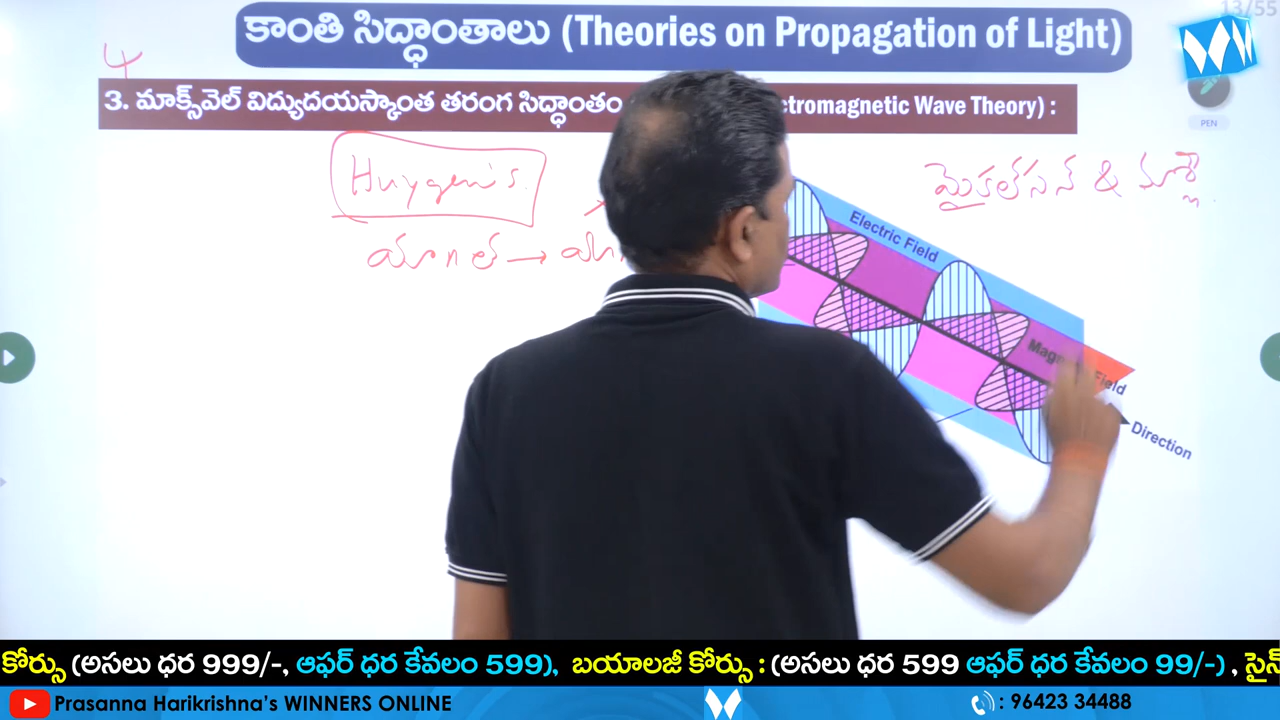 13/55
కాంతి సిద్ధాంతాలు (Theories on Propagation of Light)
4
3. మాక్స్‌వెల్ విద్యుదయస్కాంత తరంగ సిద్ధాంతం ctromagnetic Wave Theory) :
PEN
Huygen's
మైకల్‌సన్ & మార్లే
Electric Field
Field
Direction
కోర్సు (అసలు ధర 999/-, ఆఫర్ ధర కేవలం 599), బయాలజీ కోర్సు : (అసలు ధర 599 ఆఫర్ ధర కేవలం 99/-) , సైన్
Prasanna Harikrishna's WINNERS ONLINE
W
: 96423 34488